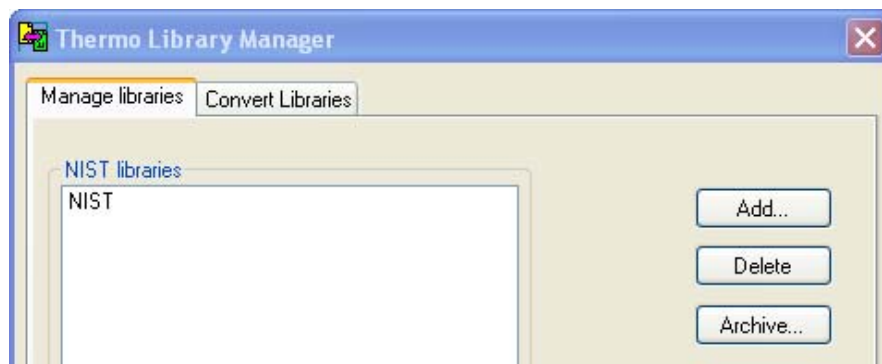 Thermo Library Manager
Manage libraries Convert Libraries
NIST libraries
NIST
Add...
Delete
Archive...